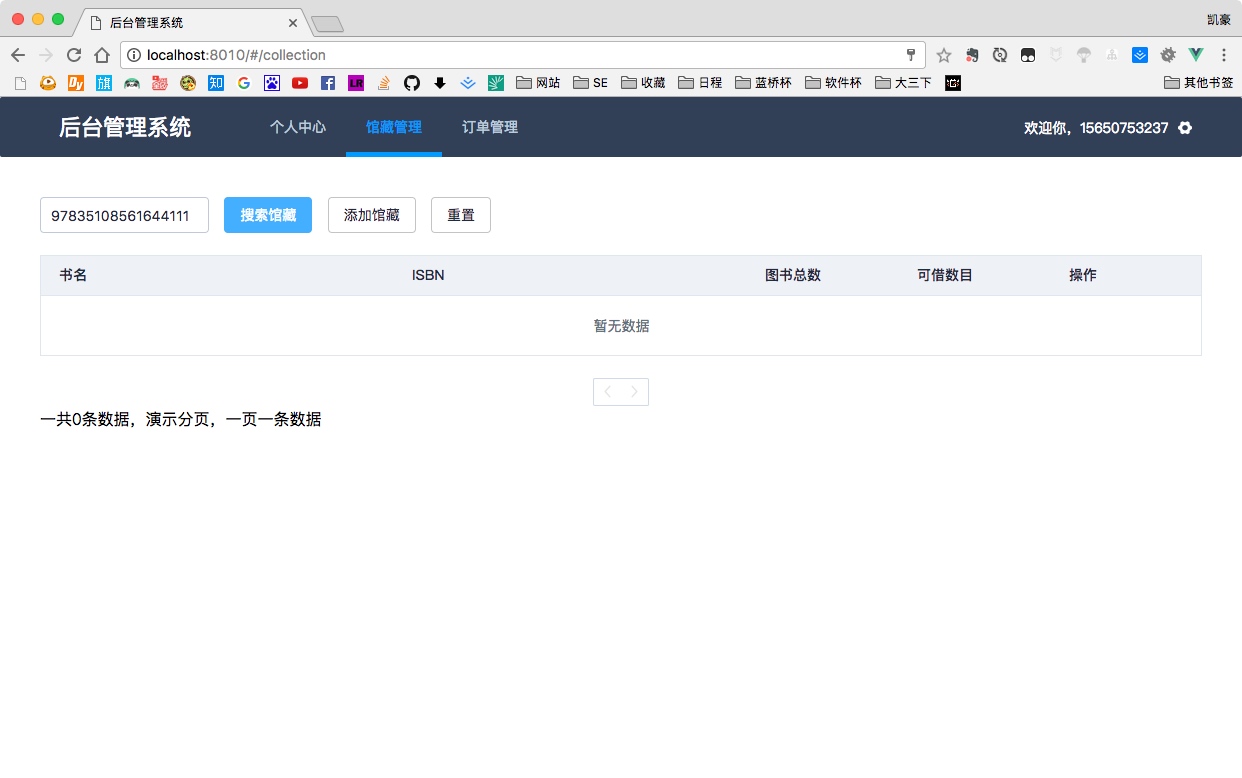 后台管理系统
凯豪
localhost:8010/#/collection
Dy 旗 知 LR 网站 SE 收藏 日程 蓝桥杯 软件杯 大三下 其他书签
后台管理系统 个人中心 馆藏管理 订单管理 欢迎你，15650753237
97835108561644111 搜索馆藏 添加馆藏 重置
书名 ISBN 图书总数 可借数目 操作
暂无数据
一共0条数据，演示分页，一页一条数据